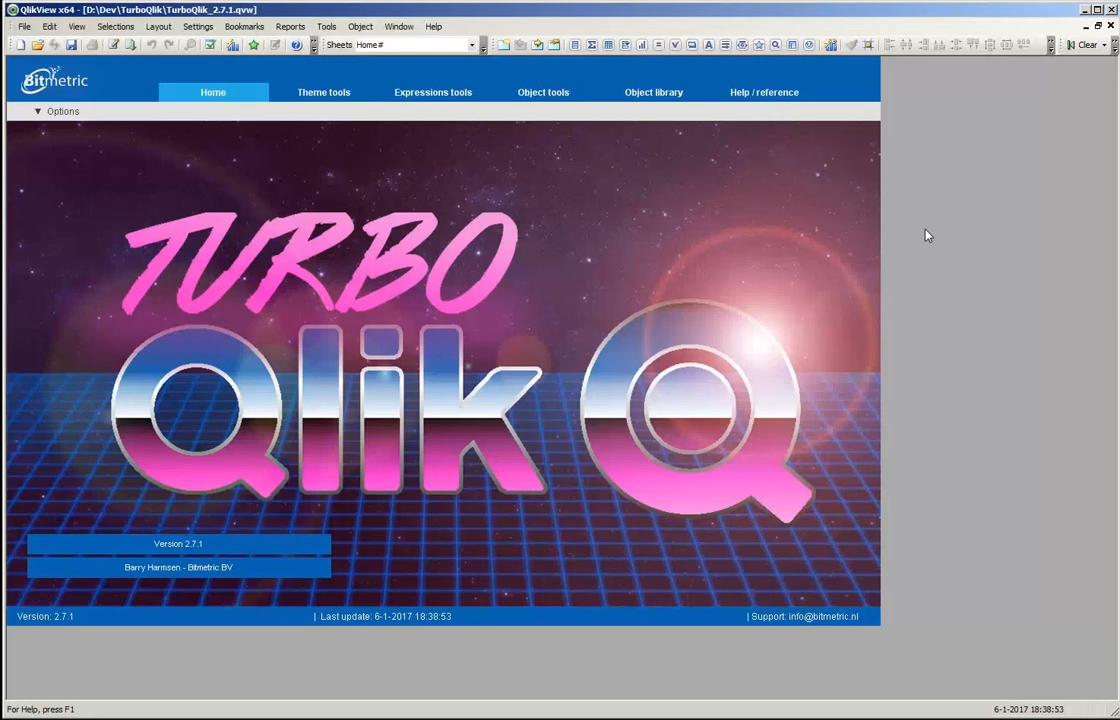 QlikView x64 - [D:\Dev\TurboQlik\TurboQlik_2.7.1.qvw]
File Edit View Selections Layout Settings Bookmarks Reports Tools Object Window Help
Sheets Home# Clear
Bitmetric
Home Theme tools Expressions tools Object tools Object library Help / reference
▼ Options
TURBO
Qlik Q
Version 2.7.1
Barry Harmsen - Bitmetric BV
Version: 2.7.1 | Last update: 6-1-2017 18:38:53 | Support: info@bitmetric.nl
For Help, press F1 6-1-2017 18:38:53